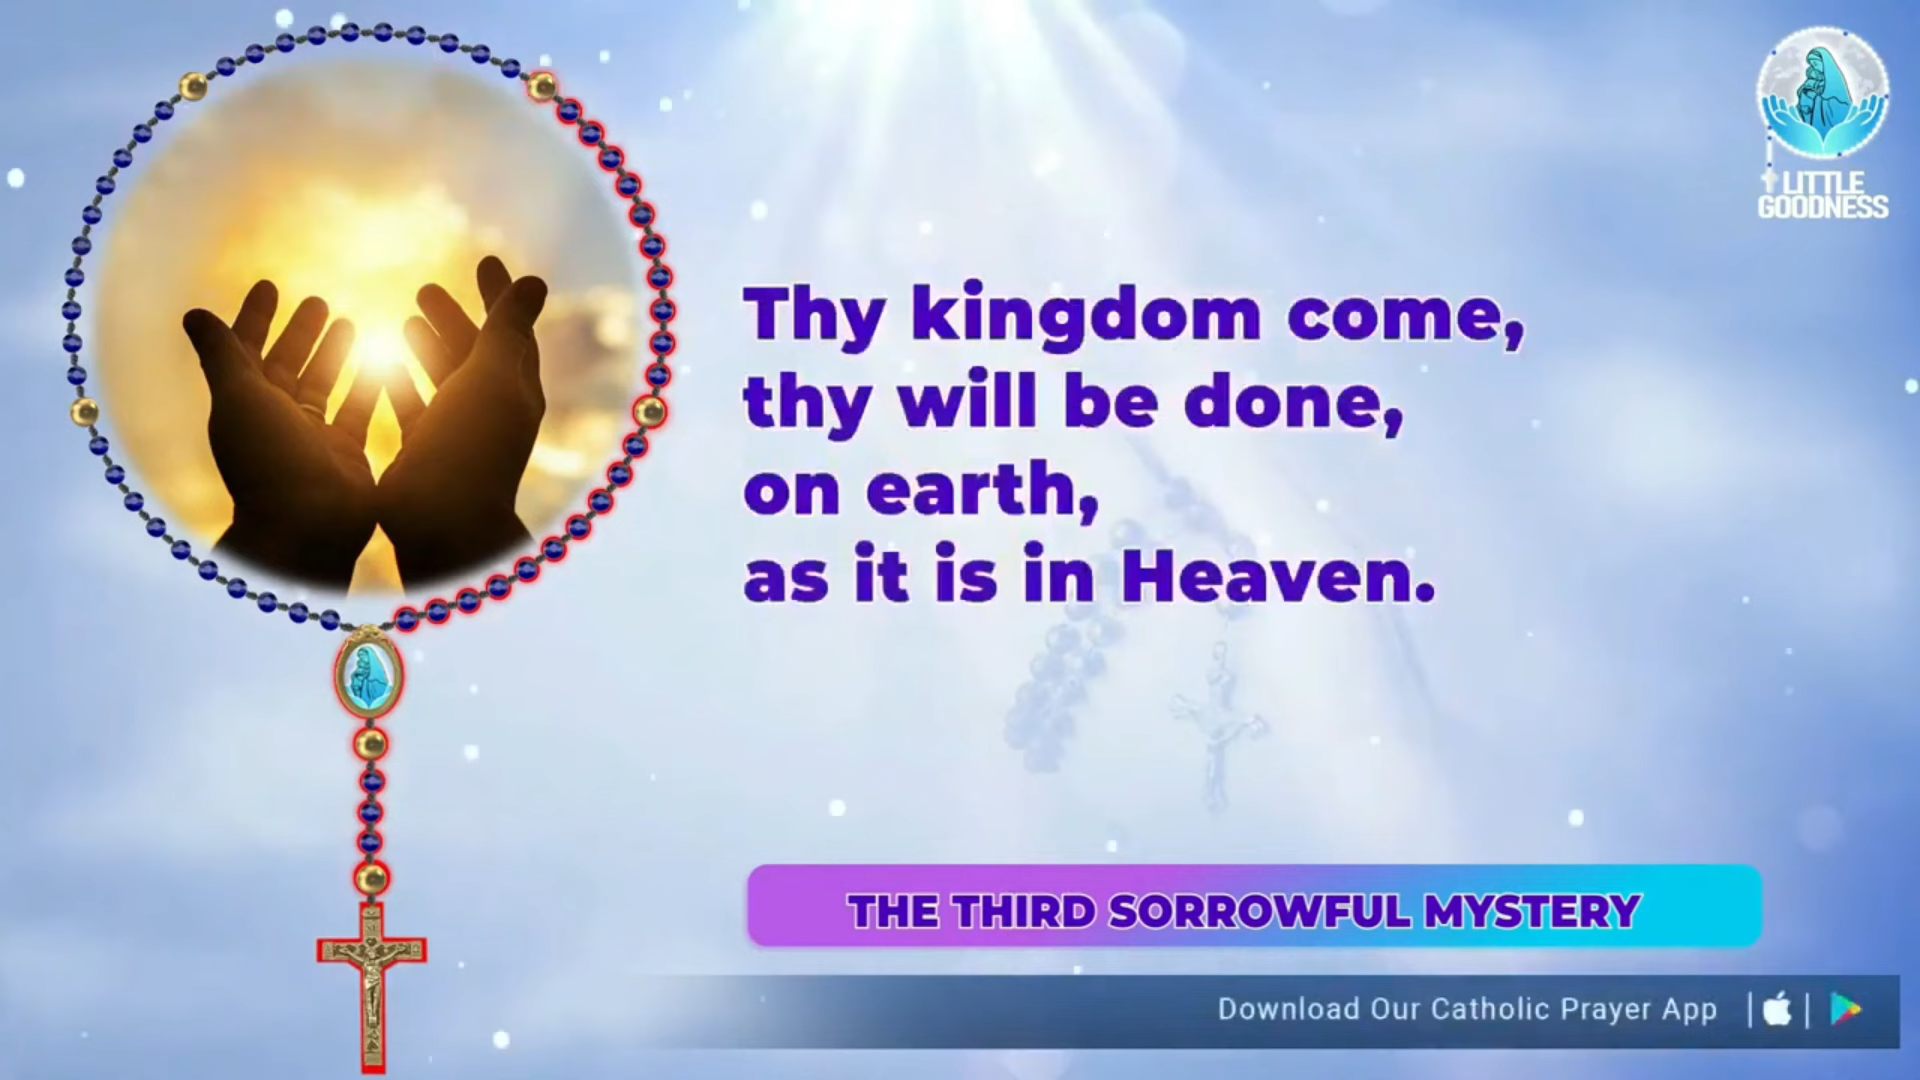 LITTLE
GOODNESS
Thy kingdom come,
thy will be done,
on earth,
as it is in Heaven.
THE THIRD SORROWFUL MYSTERY
Download Our Catholic Prayer App